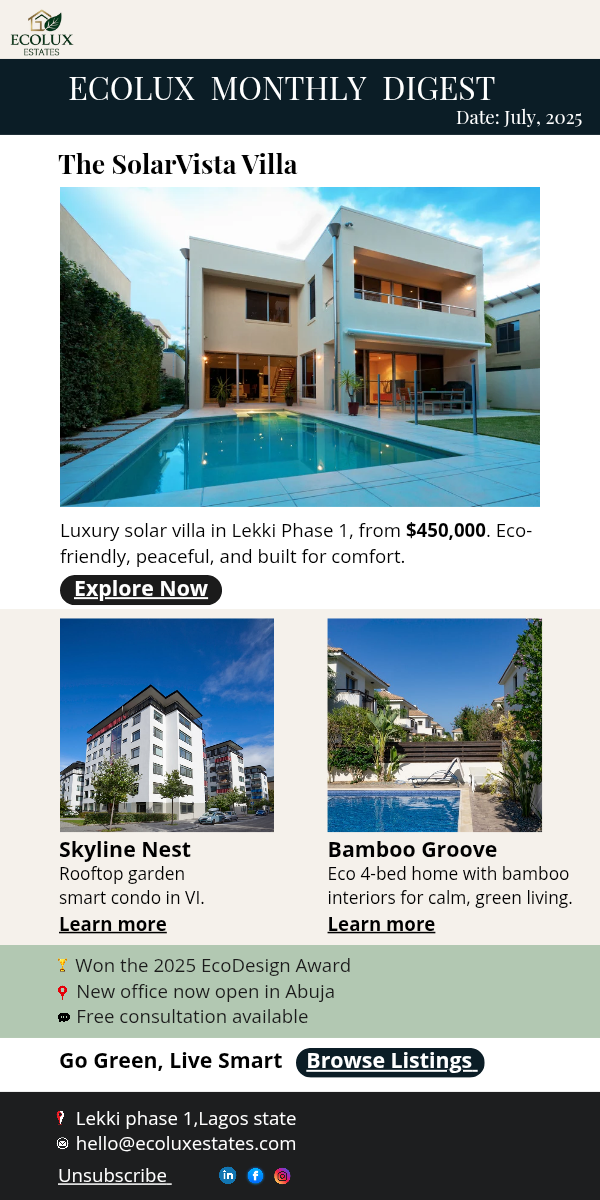 ECOLUX
ESTATES
ECOLUX MONTHLY DIGEST
Date: July, 2025
The SolarVista Villa
Luxury solar villa in Lekki Phase 1, from $450,000. Eco-
friendly, peaceful, and built for comfort.
Explore Now
Skyline Nest
Rooftop garden
smart condo in VI.
Learn more
Bamboo Groove
Eco 4-bed home with bamboo
interiors for calm, green living.
Learn more
Won the 2025 EcoDesign Award
New office now open in Abuja
Free consultation available
Go Green, Live Smart
Browse Listings
Lekki phase 1,Lagos state
hello@ecoluxestates.com
Unsubscribe
in
f